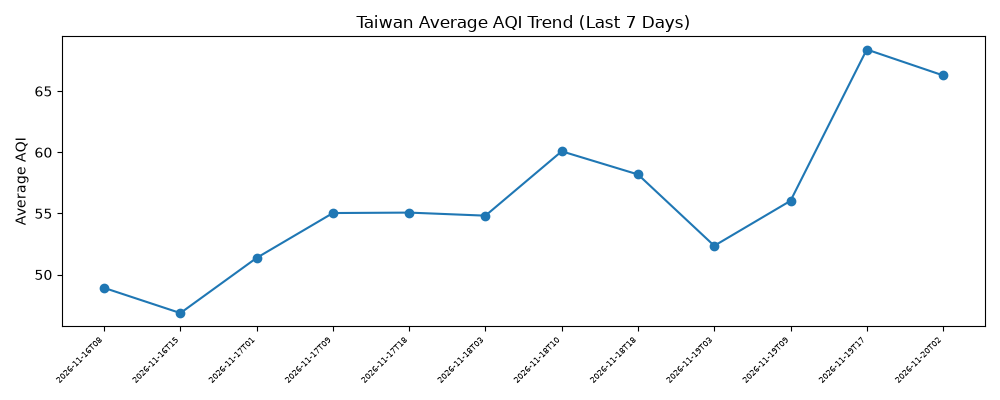 Taiwan Average AQI Trend (Last 7 Days)
Average AQI
65
60
55
50
2026-11-16T08
2026-11-16T15
2026-11-17T01
2026-11-17T09
2026-11-17T18
2026-11-18T03
2026-11-18T10
2026-11-18T18
2026-11-19T03
2026-11-19T09
2026-11-19T17
2026-11-20T02